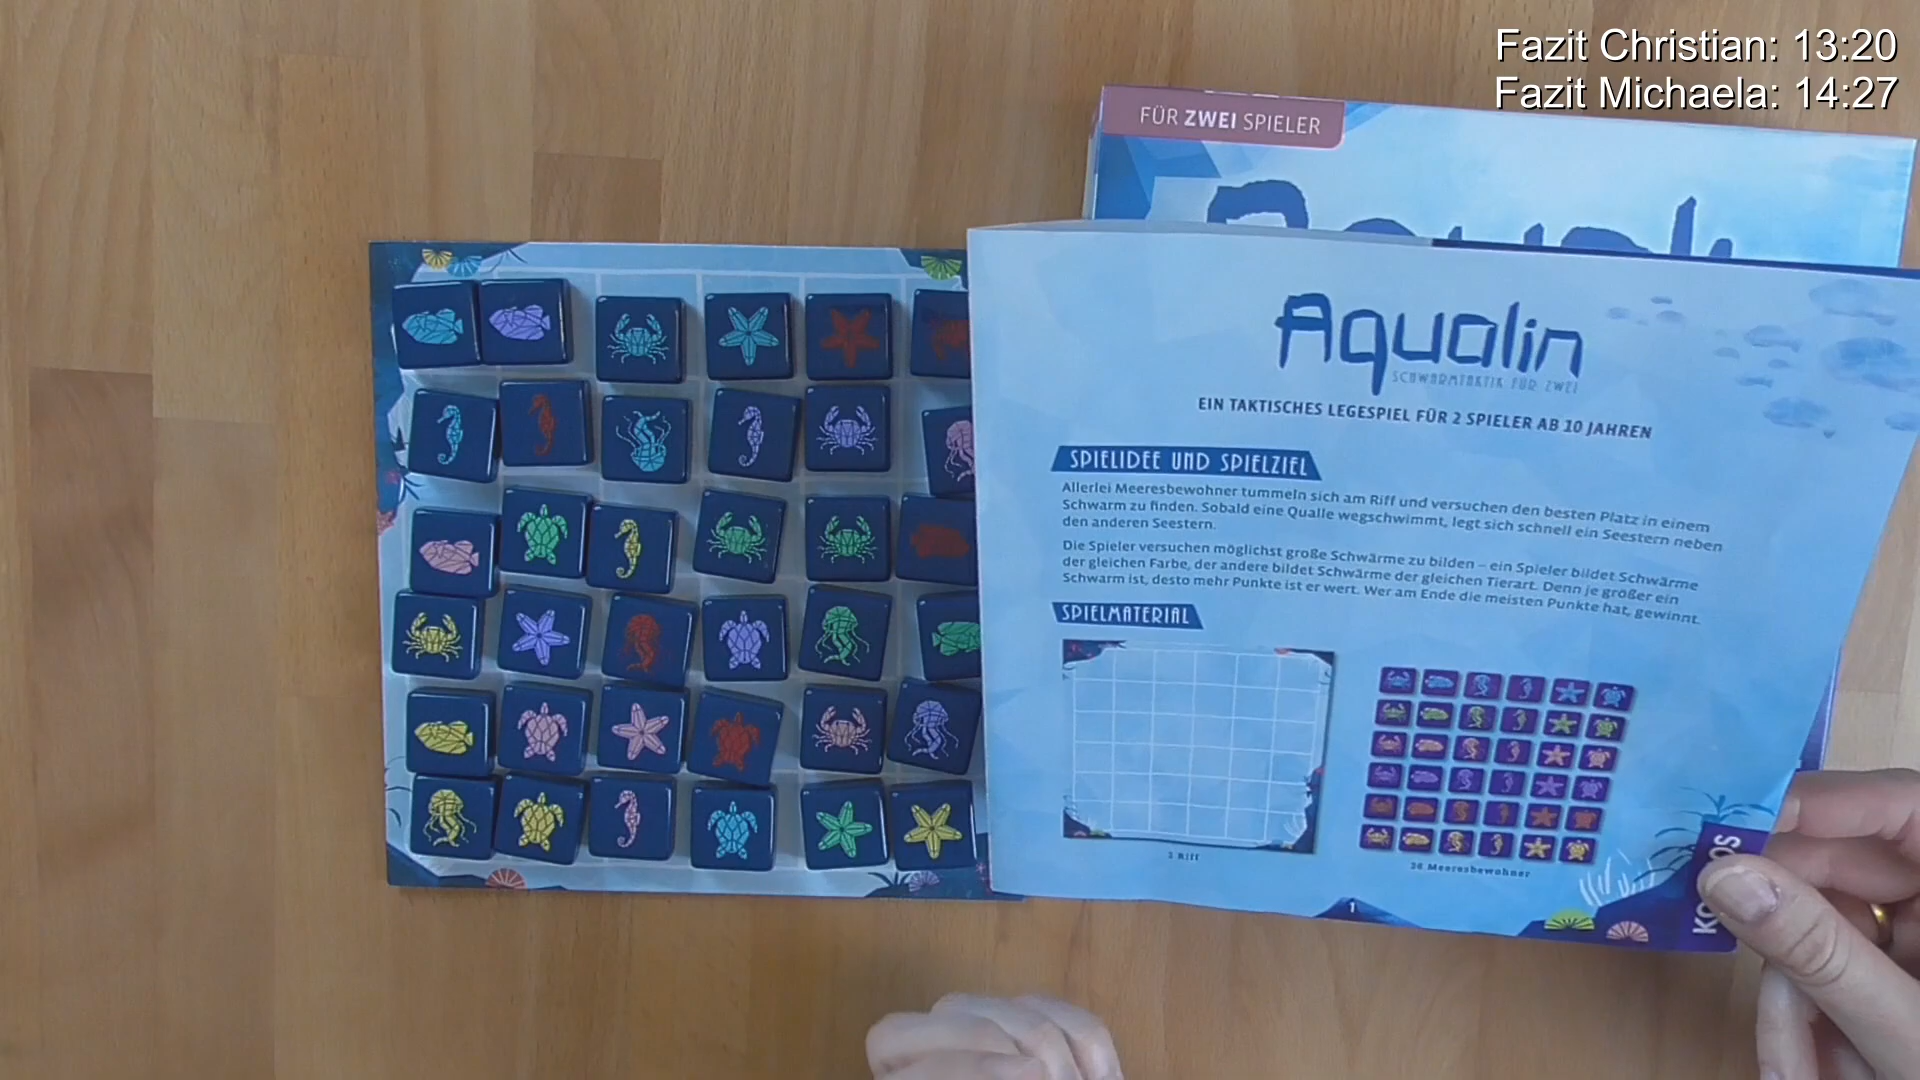 Fazit Christian: 13:20
Fazit Michaela: 14:27
FÜR ZWEI SPIELER
Aqualin
SCHWARMTAKTIK FÜR ZWEI
EIN TAKTISCHES LEGESPIEL FÜR 2 SPIELER AB 10 JAHREN
SPIELIDEE UND SPIELZIEL
Allerlei Meeresbewohner tummeln sich am Riff und versuchen den besten Platz in einem
Schwarm zu finden. Sobald eine Qualle wegschwimmt, legt sich schnell ein Seestern neben
den anderen Seestern.
Die Spieler versuchen möglichst große Schwärme zu bilden – ein Spieler bildet Schwärme
der gleichen Farbe, der andere bildet Schwärme der gleichen Tierart. Denn je größer ein
Schwarm ist, desto mehr Punkte ist er wert. Wer am Ende die meisten Punkte hat, gewinnt.
SPIELMATERIAL
1 Riff
36 Meeresbewohner
1